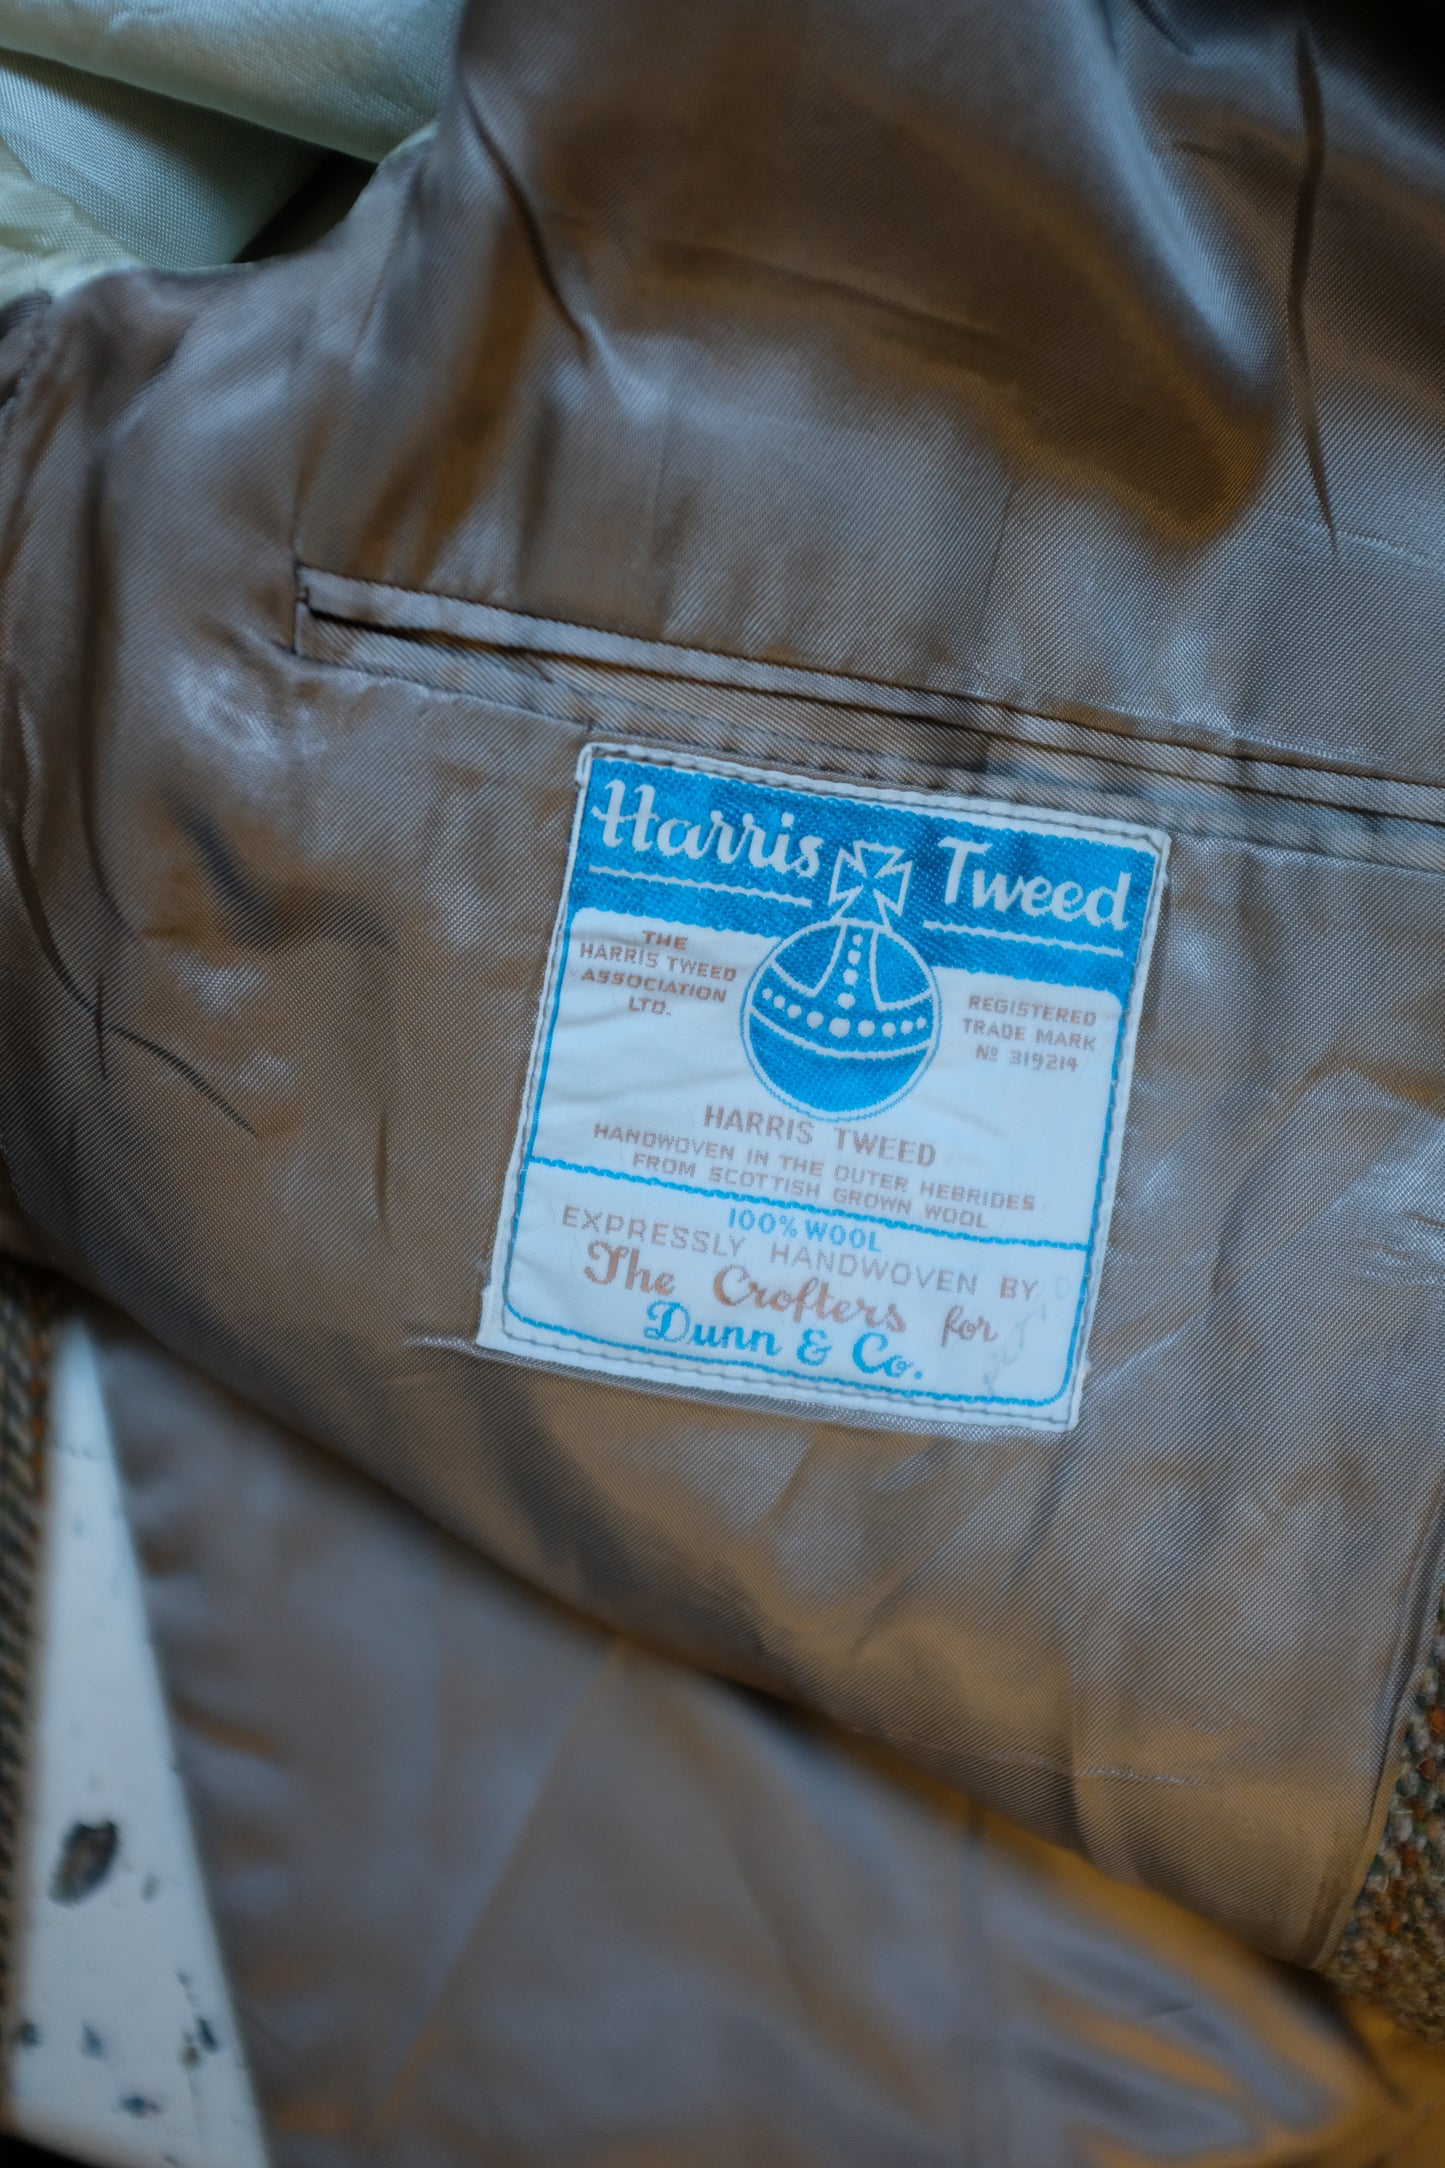 Harris Tweed
THE
HARRIS TWEED
ASSOCIATION
LTD.
REGISTERED
TRADE MARK
Nº 319214
HARRIS TWEED
HANDWOVEN IN THE OUTER HEBRIDES
FROM SCOTTISH GROWN WOOL
100% WOOL
EXPRESSLY HANDWOVEN BY
The Crofters for
Dunn & Co.